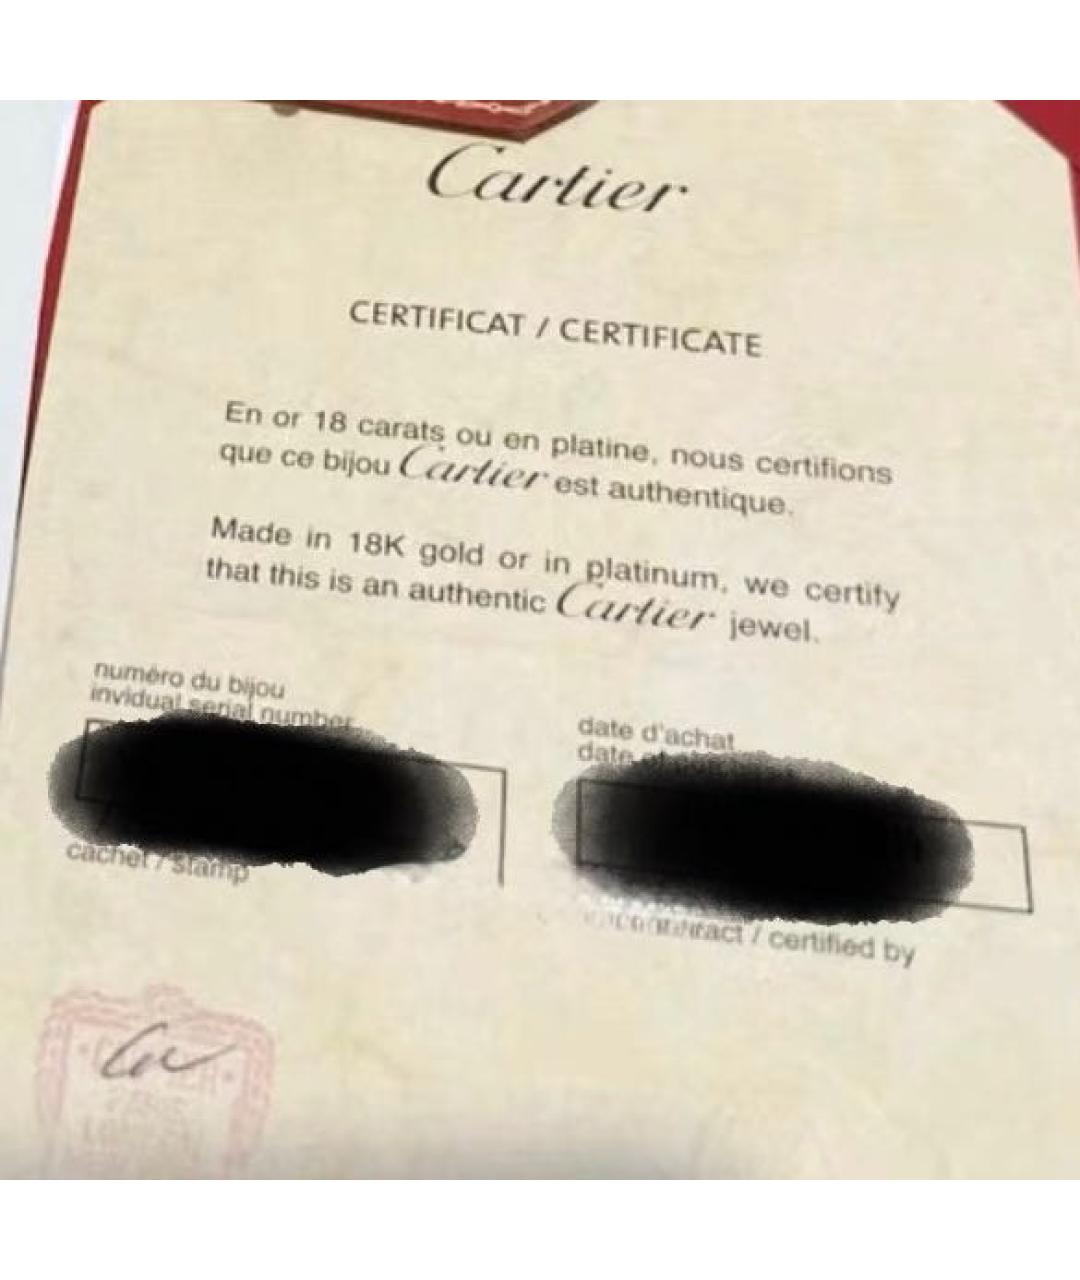 Cartier
CERTIFICAT / CERTIFICATE
En or 18 carats ou en platine, nous certifions
que ce bijou Cartier est authentique.
Made in 18K gold or in platinum, we certify
that this is an authentic Cartier jewel.
numéro du bijou
invidual serial number
date d'achat
date
cachet / stamp
/ certified by